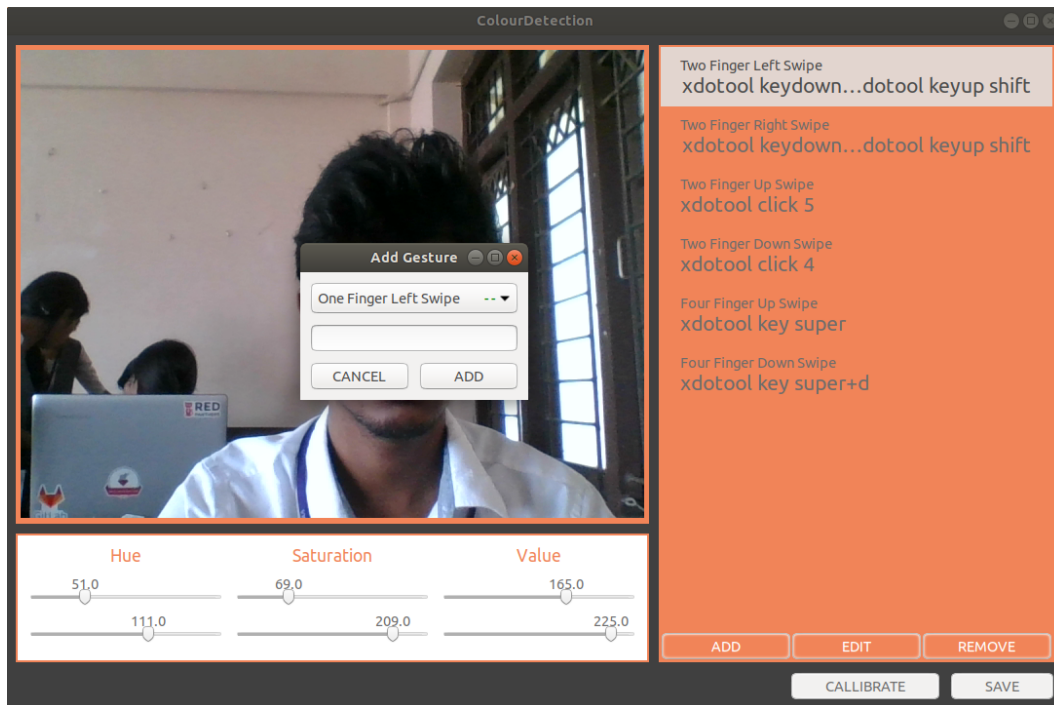 ColourDetection
Two Finger Left Swipe
xdotool keydown...dotool keyup shift
Two Finger Right Swipe
xdotool keydown...dotool keyup shift
Two Finger Up Swipe
xdotool click 5
Two Finger Down Swipe
xdotool click 4
Four Finger Up Swipe
xdotool key super
Four Finger Down Swipe
xdotool key super+d
Add Gesture
One Finger Left Swipe --
CANCEL ADD
RED
Hue Saturation Value
51.0 69.0 165.0
111.0 209.0 225.0
ADD EDIT REMOVE
CALLIBRATE SAVE